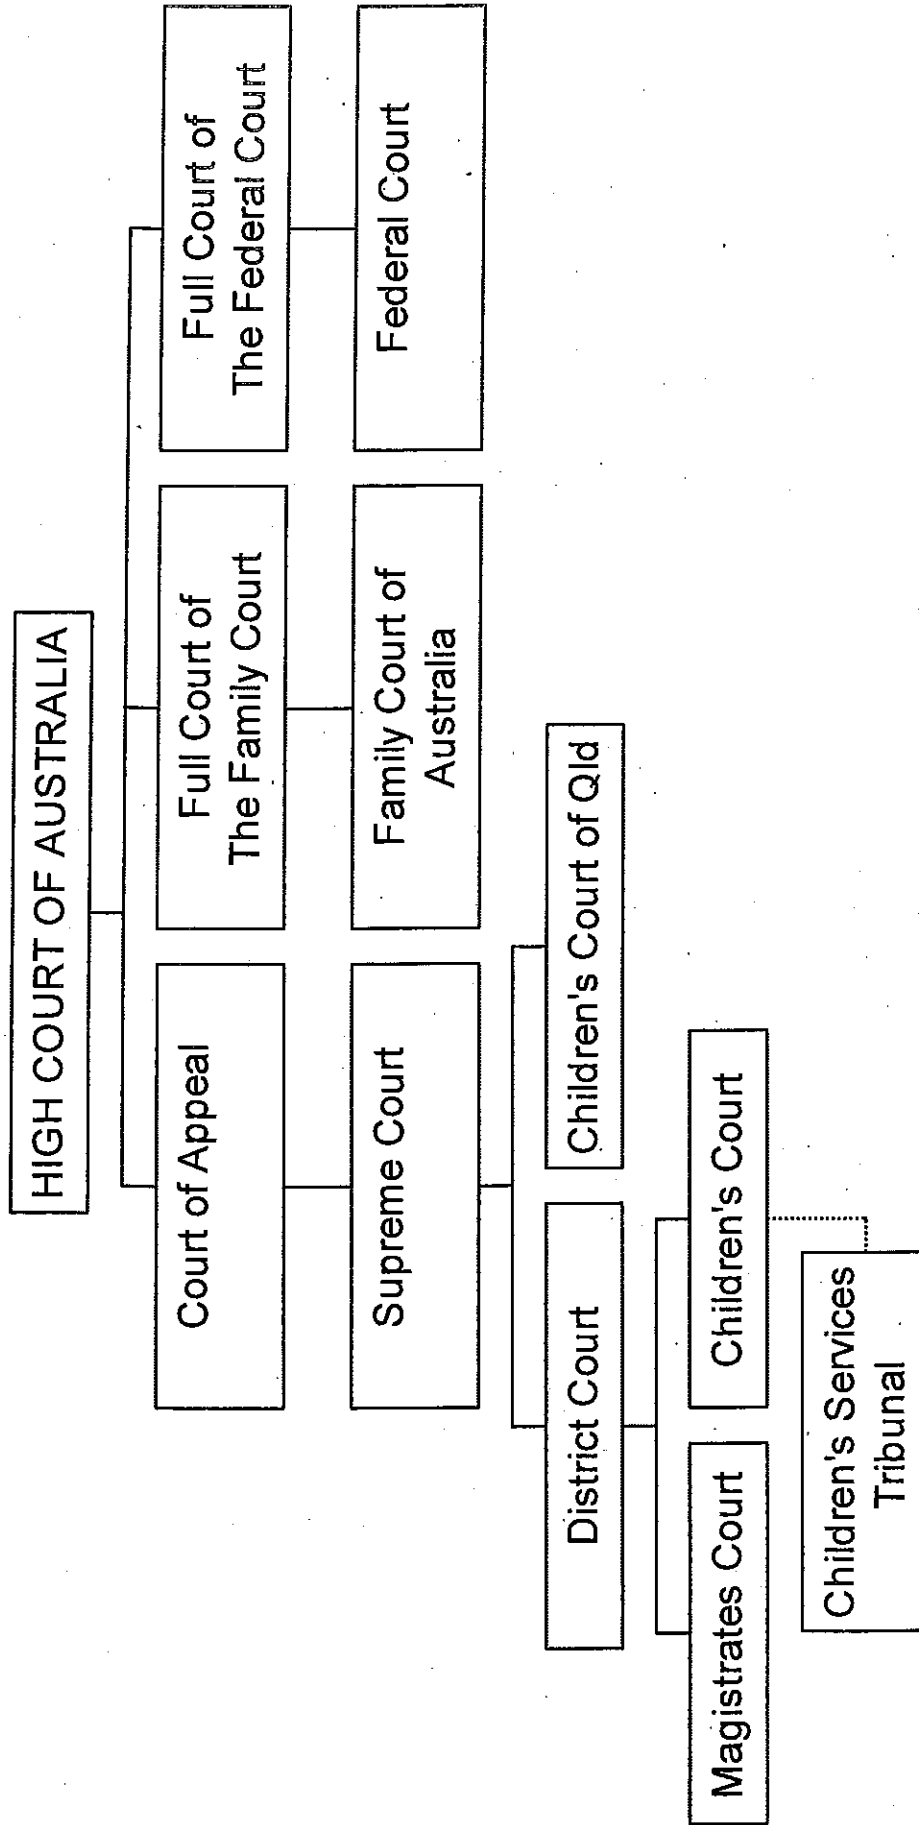 HIGH COURT OF AUSTRALIA
Court of Appeal
Full Court of
The Family Court
Full Court of
The Federal Court
Supreme Court
Family Court of
Australia
Federal Court
District Court
Children's Court of Qld
Magistrates Court
Children's Court
Children's Services
Tribunal